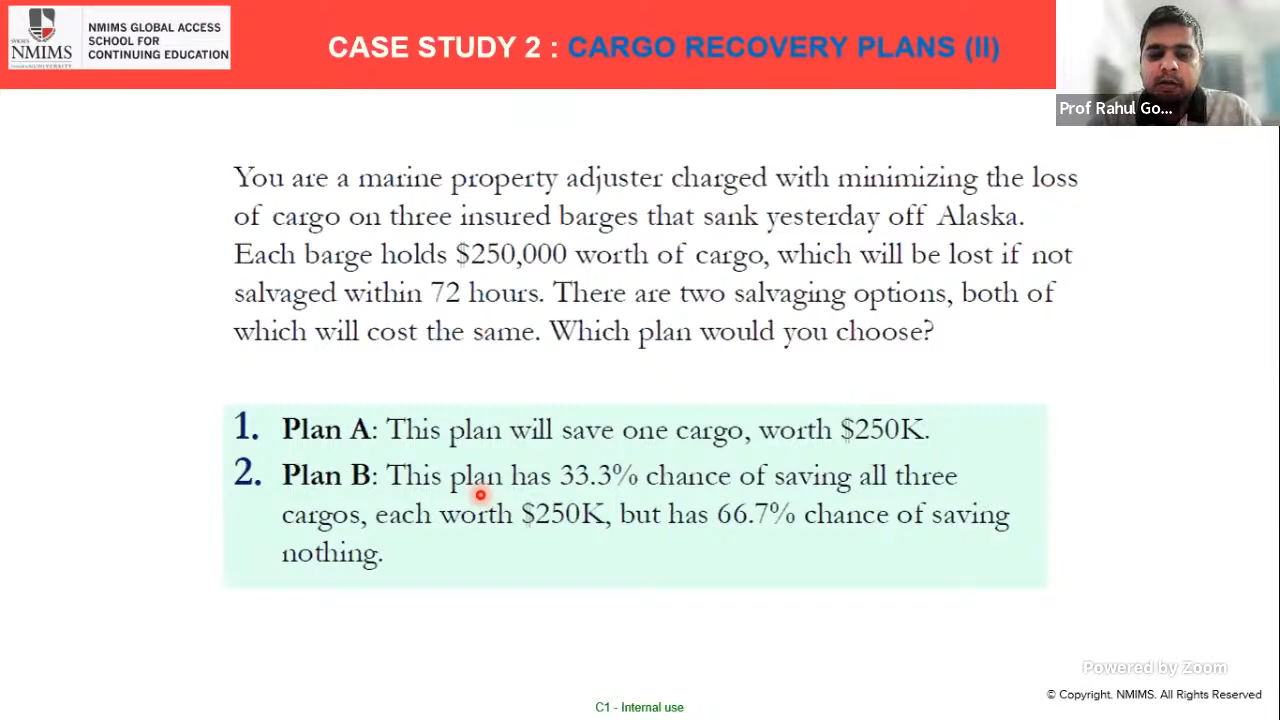 NMIMS GLOBAL ACCESS
SCHOOL FOR
CONTINUING EDUCATION
NMIMS
CASE STUDY 2 : CARGO RECOVERY PLANS (II)
Prof Rahul Go...
You are a marine property adjuster charged with minimizing the loss
of cargo on three insured barges that sank yesterday off Alaska.
Each barge holds $250,000 worth of cargo, which will be lost if not
salvaged within 72 hours. There are two salvaging options, both of
which will cost the same. Which plan would you choose?
1. Plan A: This plan will save one cargo, worth $250K.
2. Plan B: This plan has 33.3% chance of saving all three
cargos, each worth $250K, but has 66.7% chance of saving
nothing.
Powered by Zoom
© Copyright. NMIMS. All Rights Reserved
C1 - Internal use